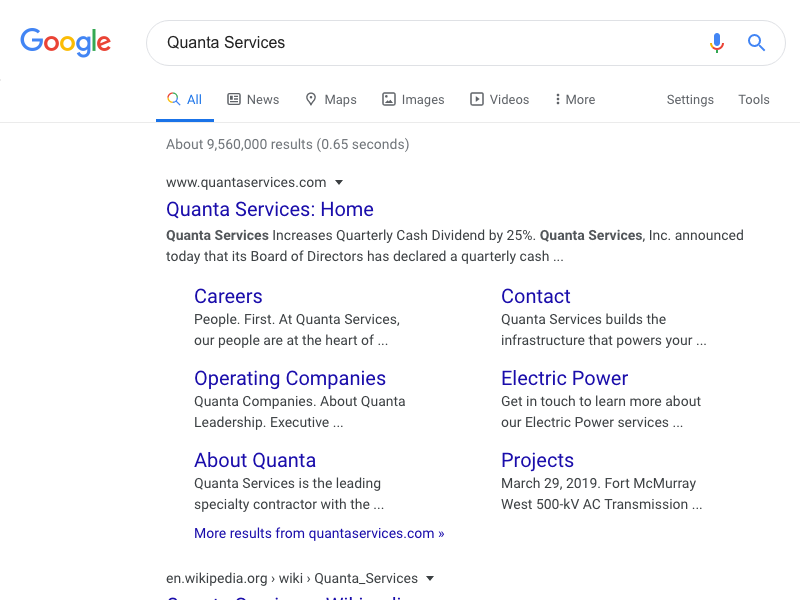 Google
Quanta Services
All News Maps Images Videos More Settings Tools
About 9,560,000 results (0.65 seconds)
www.quantaservices.com
Quanta Services: Home
Quanta Services Increases Quarterly Cash Dividend by 25%. Quanta Services, Inc. announced
today that its Board of Directors has declared a quarterly cash ...
Careers
People. First. At Quanta Services,
our people are at the heart of ...
Contact
Quanta Services builds the
infrastructure that powers your ...
Operating Companies
Quanta Companies. About Quanta
Leadership. Executive ...
Electric Power
Get in touch to learn more about
our Electric Power services ...
About Quanta
Quanta Services is the leading
specialty contractor with the ...
Projects
March 29, 2019. Fort McMurray
West 500-kV AC Transmission ...
More results from quantaservices.com »
en.wikipedia.org › wiki › Quanta_Services